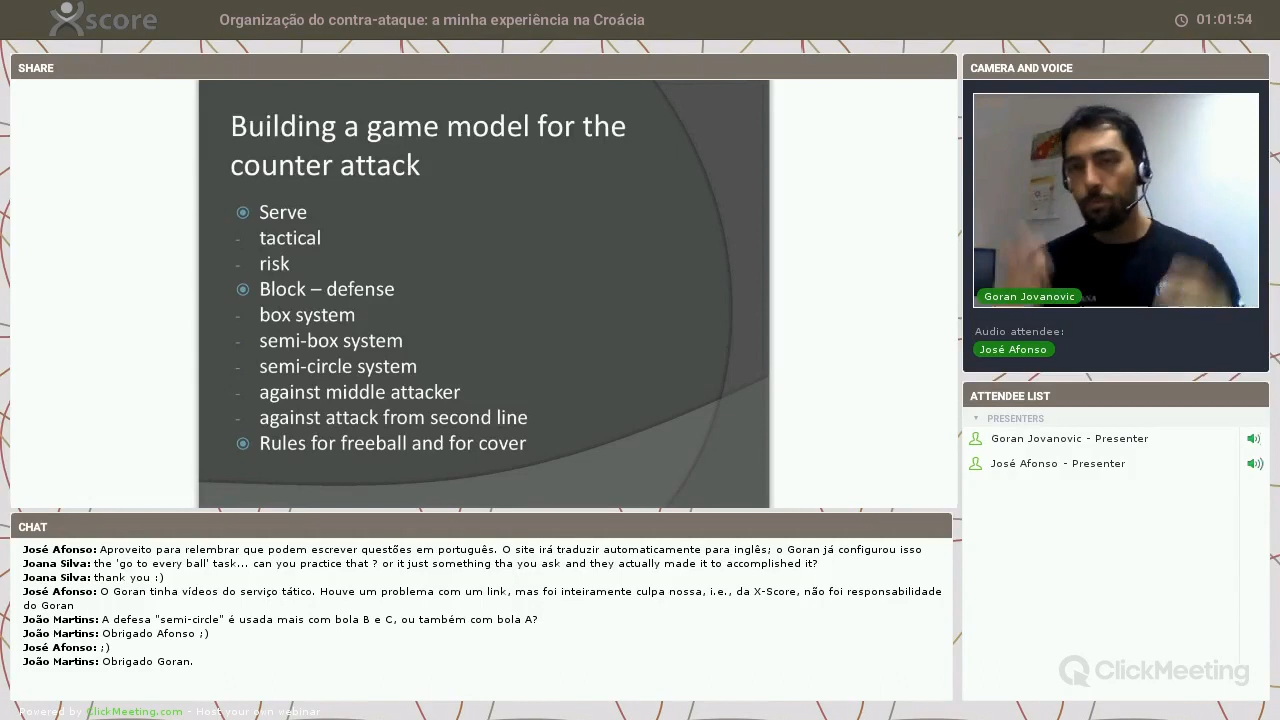 score
Organização do contra-ataque: a minha experiência na Croácia
01:01:54
SHARE
Building a game model for the
counter attack
Serve
- tactical
- risk
Block – defense
- box system
- semi-box system
- semi-circle system
- against middle attacker
- against attack from second line
Rules for freeball and for cover
CAMERA AND VOICE
Goran Jovanovic
Audio attendee:
José Afonso
ATTENDEE LIST
PRESENTERS
Goran Jovanovic - Presenter
José Afonso - Presenter
CHAT
José Afonso: Aproveito para relembrar que podem escrever questões em português. O site irá traduzir automaticamente para inglês; o Goran já configurou isso
Joana Silva: the 'go to every ball' task... can you practice that ? or it just something tha you ask and they actually made it to accomplished it?
Joana Silva: thank you :)
José Afonso: O Goran tinha vídeos do serviço tático. Houve um problema com um link, mas foi inteiramente culpa nossa, i.e., da X-Score, não foi responsabilidade
do Goran
João Martins: A defesa "semi-circle" é usada mais com bola B e C, ou também com bola A?
João Martins: Obrigado Afonso ;)
José Afonso: ;)
João Martins: Obrigado Goran.
ClickMeeting
Powered by ClickMeeting.com - Host your own webinar